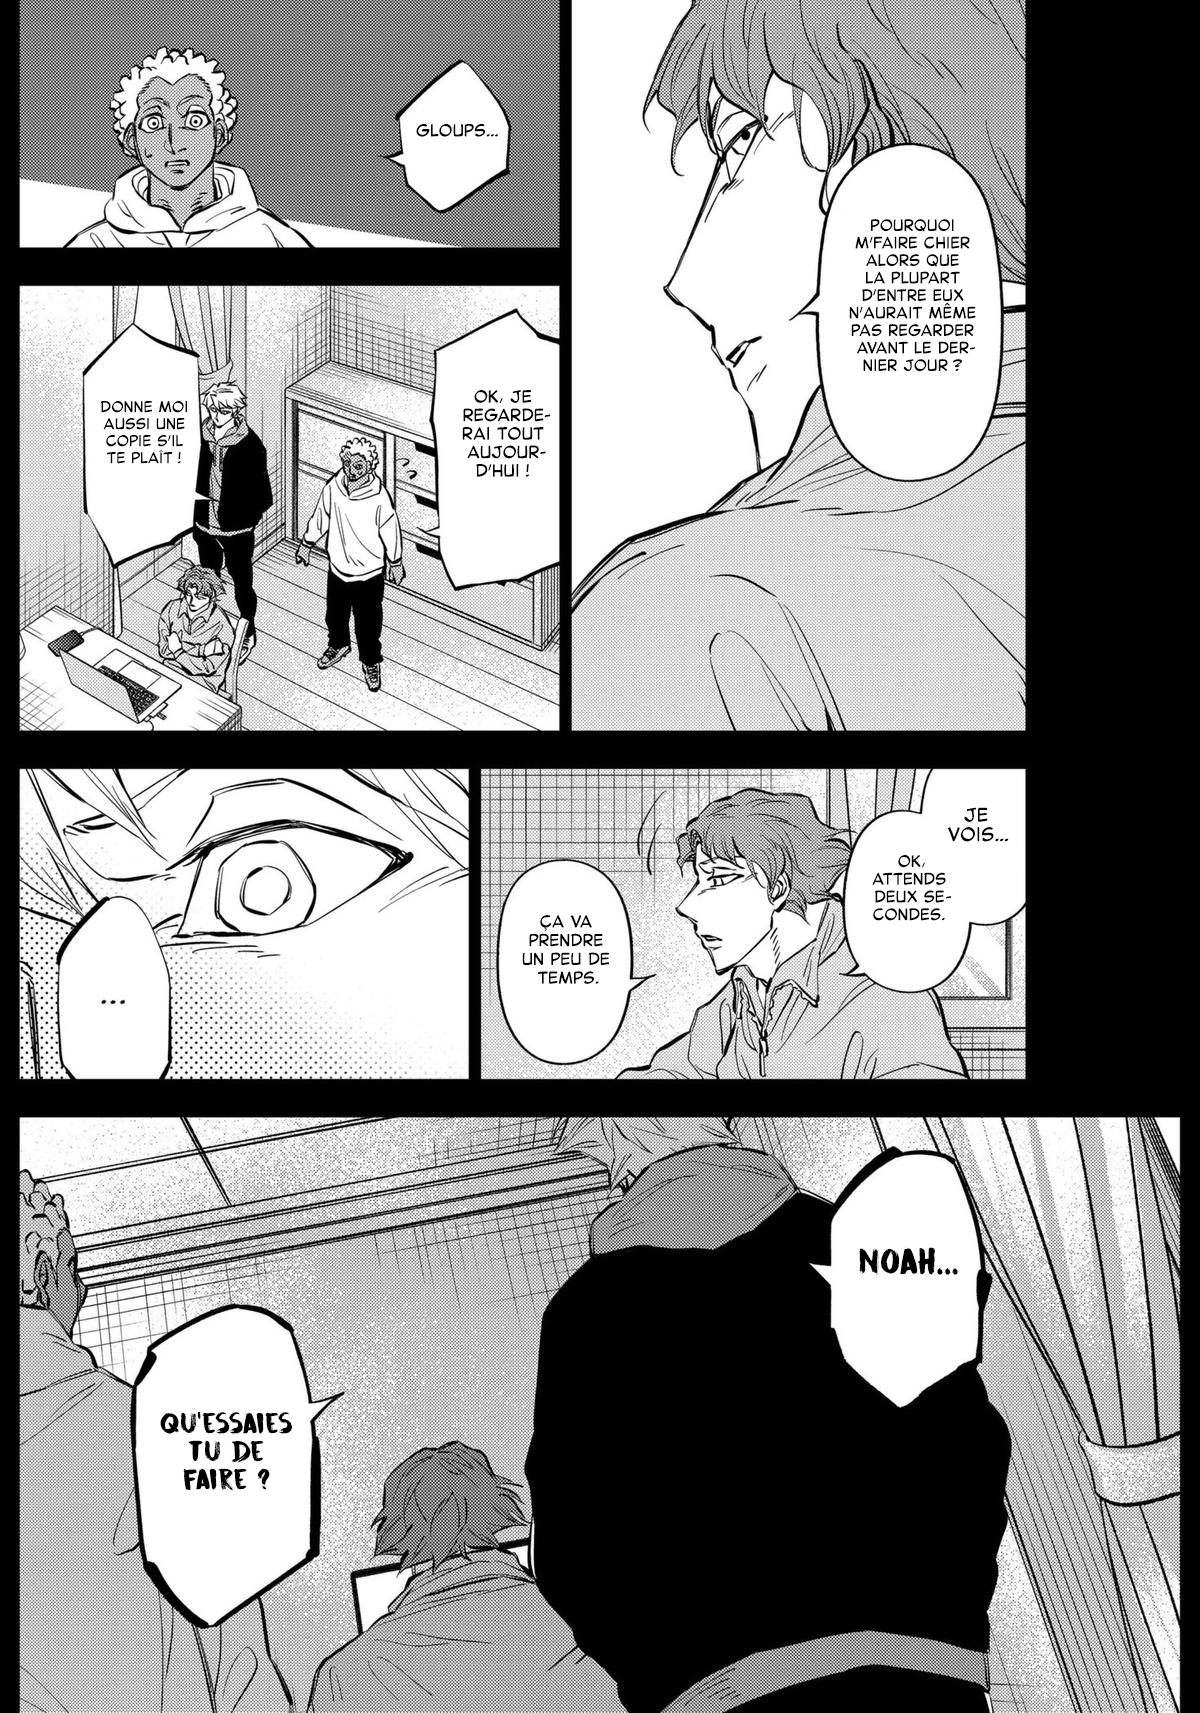 POURQUOI
M'FAIRE CHIER
ALORS QUE
LA PLUPART
D'ENTRE EUX
N'AURAIT MÊME
PAS REGARDER
AVANT LE DER-
NIER JOUR ?
GLOUPS...
OK, JE
REGARDE-
RAI TOUT
AUJOUR-
D'HUI !
DONNE MOI
AUSSI UNE
COPIE S'IL
TE PLAÎT !
JE
VOIS...
OK,
ATTENDS
DEUX SE-
CONDES.
ÇA VA
PRENDRE
UN PEU DE
TEMPS.
...
NOAH...
QU'ESSAIES
TU DE
FAIRE ?